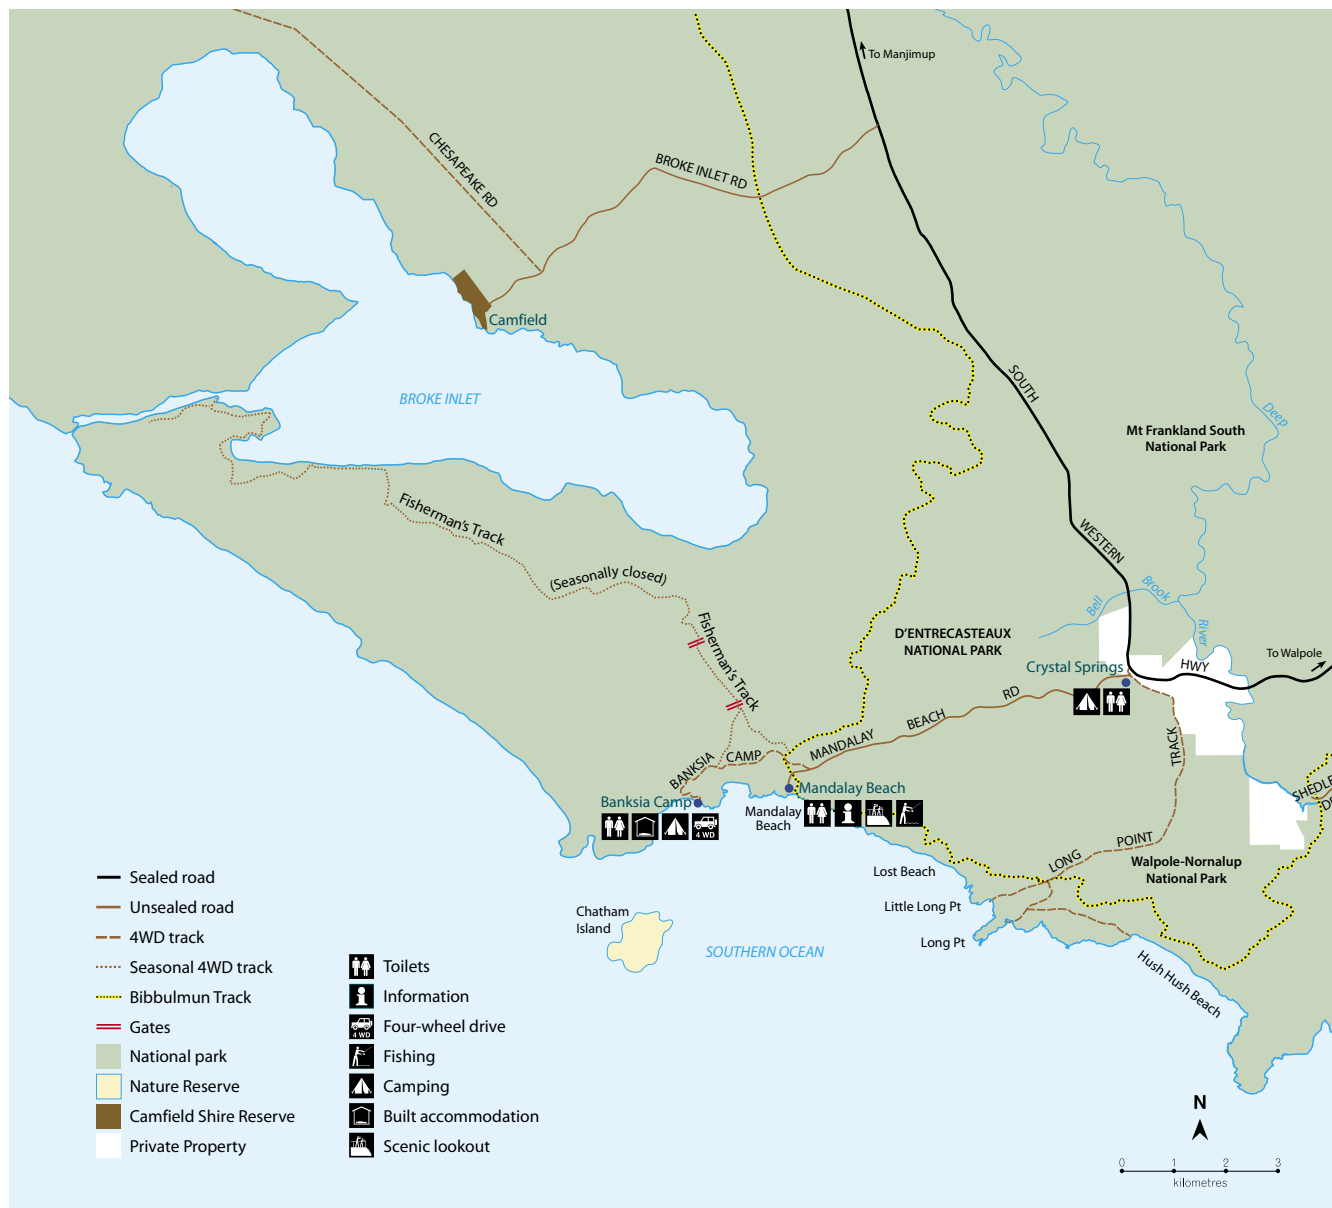 To Manjimup
CHESAPEAKE RD
BROKE INLET RD
Camfield
BROKE INLET
SOUTH
Deep
Mt Frankland South
National Park
Fisherman's Track
WESTERN
(Seasonally closed)
Bell
Brook
River
Fisherman's Track
D'ENTRECASTEAUX
NATIONAL PARK
To Walpole
Crystal Springs
HWY
MANDALAY
BEACH
RD
TRACK
BANKSIA
CAMP
Banksia Camp
4 WD
Mandalay Beach
Mandalay
Beach
LONG
POINT
Walpole-Nornalup
National Park
Lost Beach
Little Long Pt
Long Pt
Hush Hush Beach
Chatham
Island
SOUTHERN OCEAN
Sealed road
Unsealed road
4WD track
Seasonal 4WD track
Bibbulmun Track
Gates
National park
Nature Reserve
Camfield Shire Reserve
Private Property
Toilets
Information
4 WD
Four-wheel drive
Fishing
Camping
Built accommodation
Scenic lookout
N
0 1 2 3
kilometres